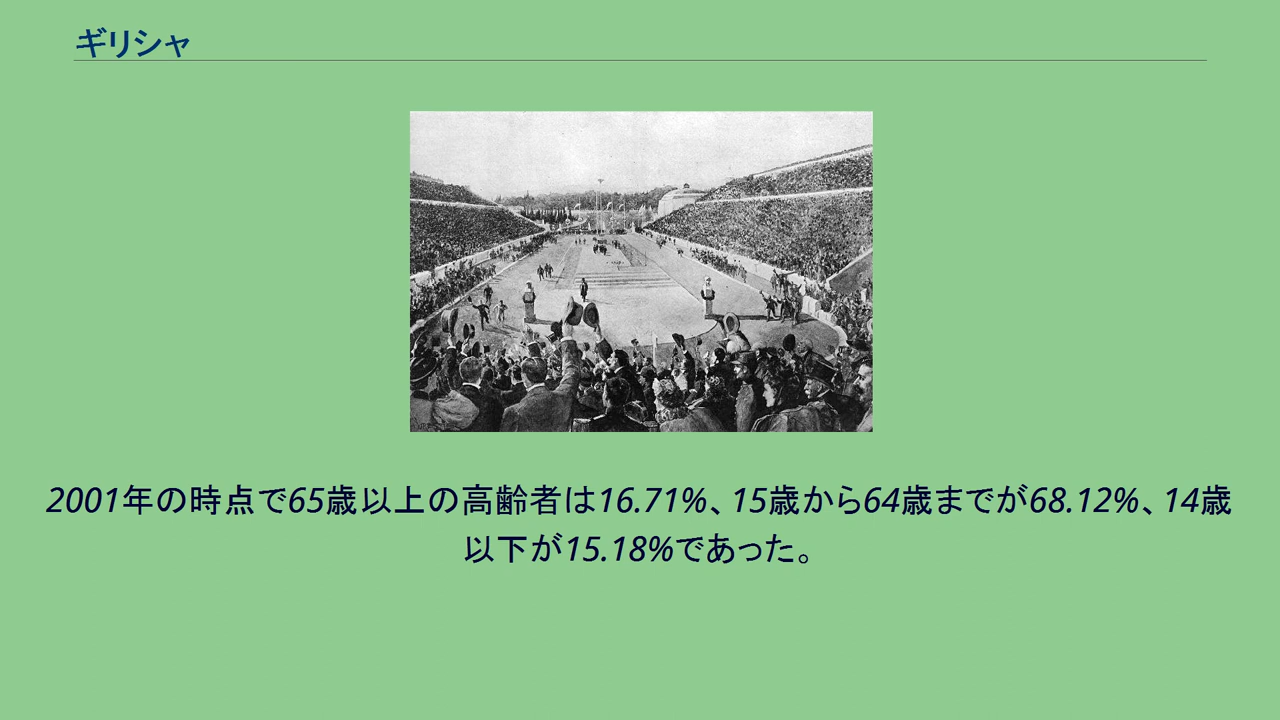 ギリシャ
2001年の時点で65歳以上の高齢者は16.71%、15歳から64歳までが68.12%、14歳
以下が15.18%であった。